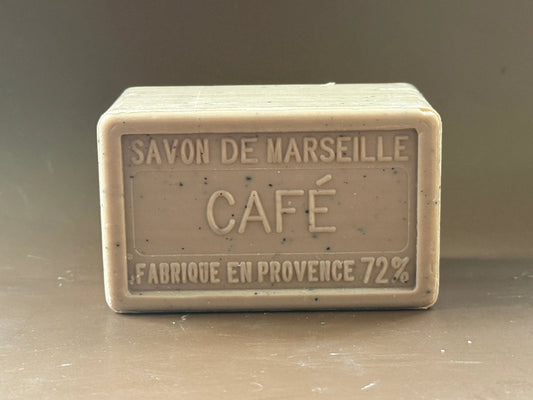 SAVON DE MARSEILLE
CAFÉ
FABRIQUE EN PROVENCE 72%